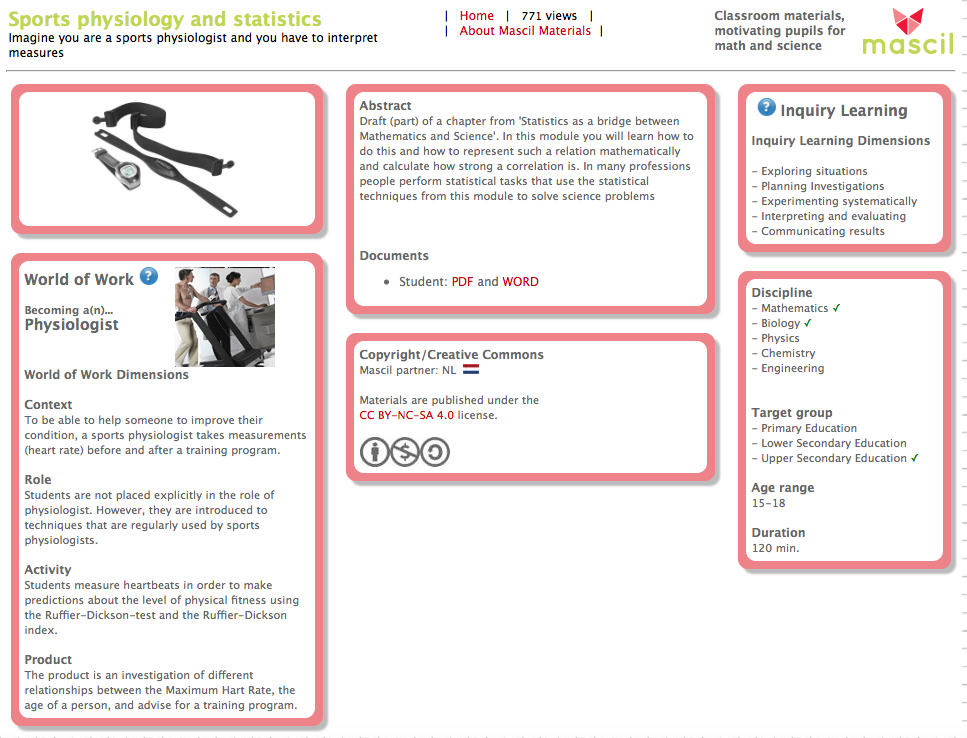 Sports physiology and statistics
Imagine you are a sports physiologist and you have to interpret
measures
| Home | 771 views |
| About Mascil Materials |
Classroom materials,
motivating pupils for
math and science
mascil
World of Work ?
Becoming a(n)...
Physiologist
World of Work Dimensions
Context
To be able to help someone to improve their
condition, a sports physiologist takes measurements
(heart rate) before and after a training program.
Role
Students are not placed explicitly in the role of
physiologist. However, they are introduced to
techniques that are regularly used by sports
physiologists.
Activity
Students measure heartbeats in order to make
predictions about the level of physical fitness using
the Ruffier-Dickson-test and the Ruffier-Dickson
index.
Product
The product is an investigation of different
relationships between the Maximum Hart Rate, the
age of a person, and advise for a training program.
Abstract
Draft (part) of a chapter from 'Statistics as a bridge between
Mathematics and Science'. In this module you will learn how to
do this and how to represent such a relation mathematically
and calculate how strong a correlation is. In many professions
people perform statistical tasks that use the statistical
techniques from this module to solve science problems
Documents
• Student: PDF and WORD
Copyright/Creative Commons
Mascil partner: NL
Materials are published under the
CC BY-NC-SA 4.0 license.
? Inquiry Learning
Inquiry Learning Dimensions
- Exploring situations
- Planning Investigations
- Experimenting systematically
- Interpreting and evaluating
- Communicating results
Discipline
- Mathematics ✓
- Biology ✓
- Physics
- Chemistry
- Engineering
Target group
- Primary Education
- Lower Secondary Education
- Upper Secondary Education ✓
Age range
15-18
Duration
120 min.